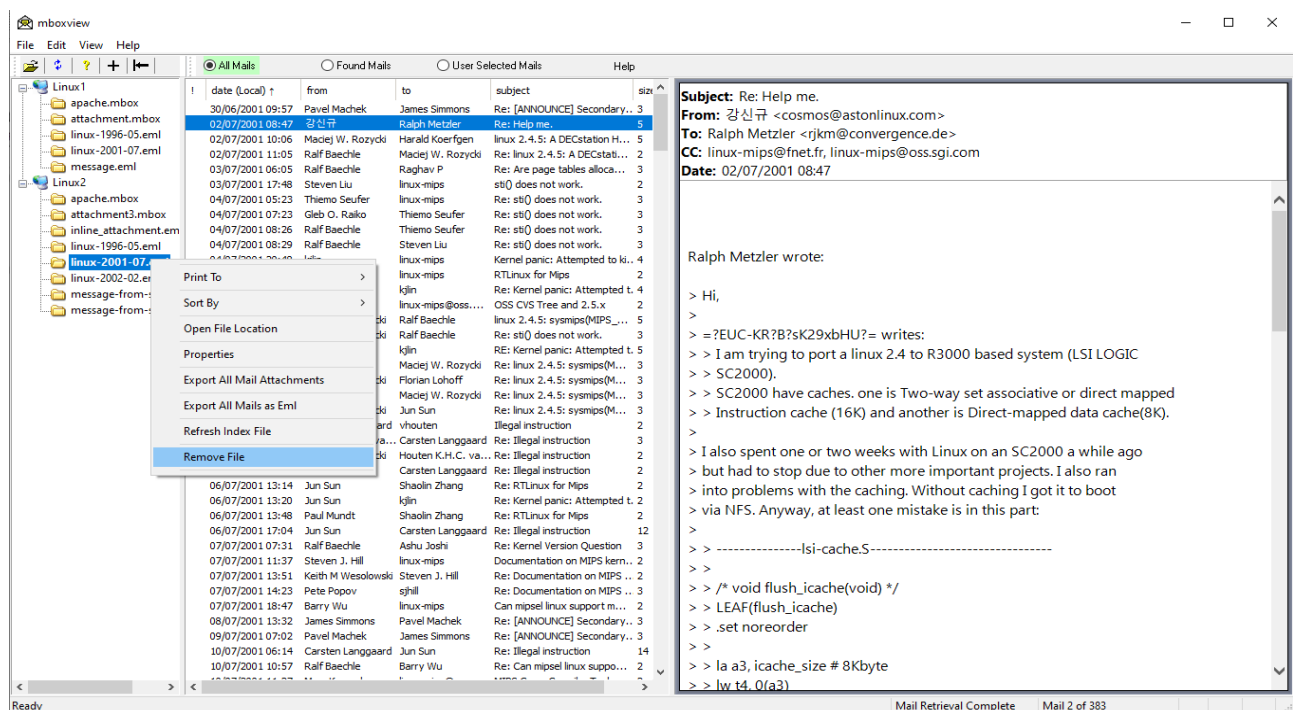 mboxview
File Edit View Help
All Mails Found Mails User Selected Mails Help
Linux1
apache.mbox
attachment.mbox
linux-1996-05.eml
linux-2001-07.eml
message.eml
Linux2
apache.mbox
attachment3.mbox
inline_attachment.em
linux-1996-05.eml
linux-2001-07.
linux-2002-02.er
message-from-s
message-from-s
Print To
Sort By
Open File Location
Properties
Export All Mail Attachments
Export All Mails as Eml
Refresh Index File
Remove File
! date (Local) ↑ from to subject size
30/06/2001 09:57 Pavel Machek James Simmons Re: [ANNOUNCE] Secondary.. 3
02/07/2001 08:47 강신규 Ralph Metzler Re: Help me. 5
02/07/2001 10:06 Maciej W. Rozycki Harald Koerfgen linux 2.4.5: A DECstation H... 5
02/07/2001 11:05 Ralf Baechle Maciej W. Rozycki Re: linux 2.4.5: A DECstati... 2
03/07/2001 06:05 Ralf Baechle Raghav P Re: Are page tables alloca... 3
03/07/2001 17:48 Steven Liu linux-mips sti() does not work. 2
04/07/2001 05:23 Thiemo Seufer linux-mips Re: sti() does not work. 3
04/07/2001 07:23 Gleb O. Raiko Thiemo Seufer Re: sti() does not work. 3
04/07/2001 08:26 Ralf Baechle Thiemo Seufer Re: sti() does not work. 3
04/07/2001 08:29 Ralf Baechle Steven Liu Re: sti() does not work. 3
linux-mips Kernel panic: Attempted to ki.. 4
linux-mips RTLinux for Mips 2
kjlin Re: Kernel panic: Attempted t. 4
linux-mips@oss.... OSS CVS Tree and 2.5.x 2
cki Ralf Baechle linux 2.4.5: sysmips(MIPS_... 5
cki Ralf Baechle Re: sti() does not work. 3
kjlin RE: Kernel panic: Attempted t. 5
Maciej W. Rozycki Re: linux 2.4.5: sysmips(M... 3
cki Florian Lohoff Re: linux 2.4.5: sysmips(M... 3
Maciej W. Rozycki Re: linux 2.4.5: sysmips(M... 3
cki Jun Sun Re: linux 2.4.5: sysmips(M... 3
ard vhouten Illegal instruction 2
va... Carsten Langgaard Re: Illegal instruction 3
cki Houten K.H.C. va... Re: Illegal instruction 2
Carsten Langgaard Re: Illegal instruction 2
06/07/2001 13:14 Jun Sun Shaolin Zhang Re: RTLinux for Mips 2
06/07/2001 13:20 Jun Sun kjlin Re: Kernel panic: Attempted t. 2
06/07/2001 13:48 Paul Mundt Shaolin Zhang Re: RTLinux for Mips 2
06/07/2001 17:04 Jun Sun Carsten Langgaard Re: Illegal instruction 12
07/07/2001 07:31 Ralf Baechle Ashu Joshi Re: Kernel Version Question 3
07/07/2001 11:37 Steven J. Hill linux-mips Documentation on MIPS kern.. 2
07/07/2001 13:51 Keith M Wesolowski Steven J. Hill Re: Documentation on MIPS .. 2
07/07/2001 14:23 Pete Popov sjhill Re: Documentation on MIPS .. 3
07/07/2001 18:47 Barry Wu linux-mips Can mipsel linux support m... 2
08/07/2001 13:32 James Simmons Pavel Machek Re: [ANNOUNCE] Secondary.. 3
09/07/2001 07:02 Pavel Machek James Simmons Re: [ANNOUNCE] Secondary.. 3
10/07/2001 06:14 Carsten Langgaard Jun Sun Re: Illegal instruction 14
10/07/2001 10:57 Ralf Baechle Barry Wu Re: Can mipsel linux suppo... 2
Subject: Re: Help me.
From: 강신규 <cosmos@astonlinux.com>
To: Ralph Metzler <rjkm@convergence.de>
CC: linux-mips@fnet.fr, linux-mips@oss.sgi.com
Date: 02/07/2001 08:47
Ralph Metzler wrote:
> Hi,
>
> =?EUC-KR?B?sK29xbHU?= writes:
> > I am trying to port a linux 2.4 to R3000 based system (LSI LOGIC
> > SC2000).
> > SC2000 have caches. one is Two-way set associative or direct mapped
> > Instruction cache (16K) and another is Direct-mapped data cache(8K).
>
> I also spent one or two weeks with Linux on an SC2000 a while ago
> but had to stop due to other more important projects. I also ran
> into problems with the caching. Without caching I got it to boot
> via NFS. Anyway, at least one mistake is in this part:
>
> > ---------------lsi-cache.S--------------------------------
> >
> > /* void flush_icache(void) */
> > LEAF(flush_icache)
> > .set noreorder
> >
> > la a3, icache_size # 8Kbyte
> > lw t4, 0(a3)
Ready Mail Retrieval Complete Mail 2 of 383